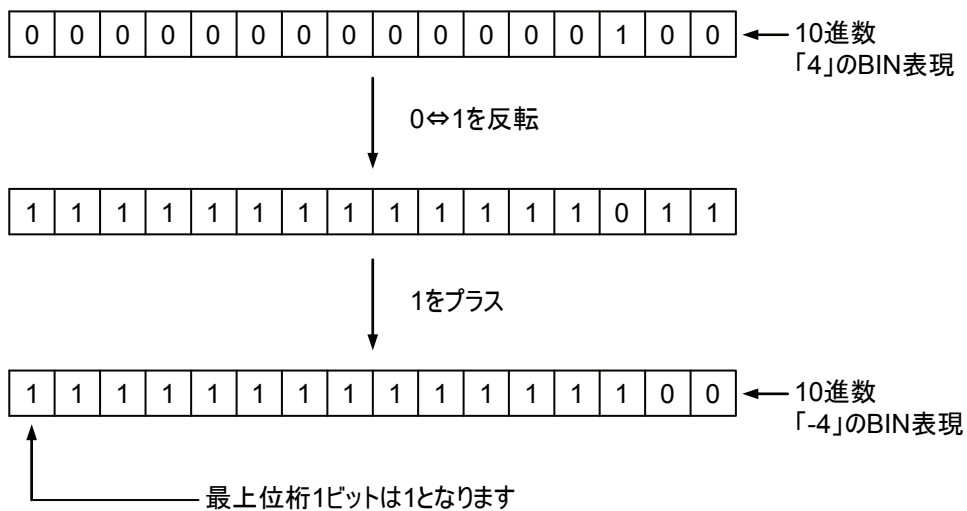 0 0 0 0 0 0 0 0 0 0 0 0 0 1 0 0
10進数
「4」のBIN表現
0⇔1を反転
1 1 1 1 1 1 1 1 1 1 1 1 1 0 1 1
1をプラス
1 1 1 1 1 1 1 1 1 1 1 1 1 1 0 0
10進数
「-4」のBIN表現
最上位桁1ビットは1となります